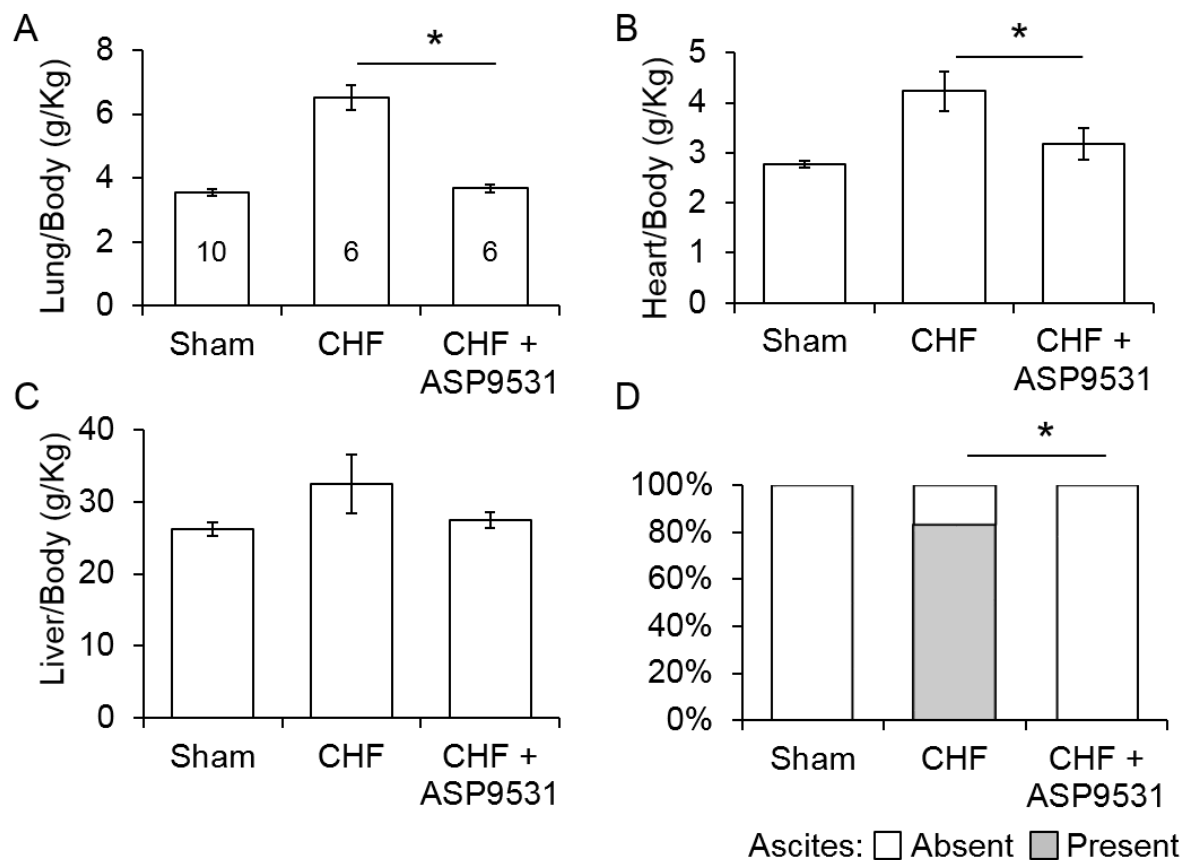 A
Lung/Body (g/Kg)
8
6
4
2
0
*
10
6
6
Sham
CHF
CHF +
ASP9531
B
Heart/Body (g/Kg)
5
4
3
2
1
0
*
Sham
CHF
CHF +
ASP9531
C
Liver/Body (g/Kg)
40
30
20
10
0
Sham
CHF
CHF +
ASP9531
D
*
100%
80%
60%
40%
20%
0%
Sham
CHF
CHF +
ASP9531
Ascites: Absent Present